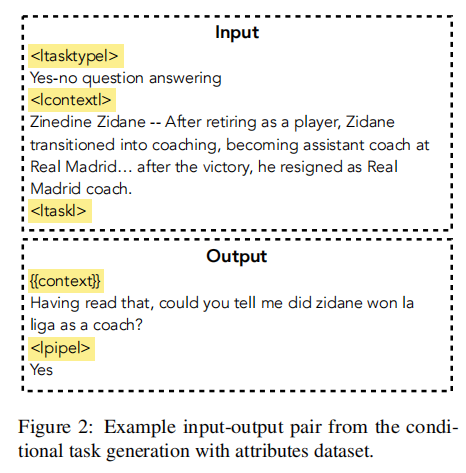 Input
<|tasktype|>
Yes-no question answering
<|context|>
Zinedine Zidane -- After retiring as a player, Zidane
transitioned into coaching, becoming assistant coach at
Real Madrid... after the victory, he resigned as Real
Madrid coach.
<|task|>
Output
{{context}}
Having read that, could you tell me did zidane won la
liga as a coach?
<|pipe|>
Yes
Figure 2: Example input-output pair from the condi-
tional task generation with attributes dataset.